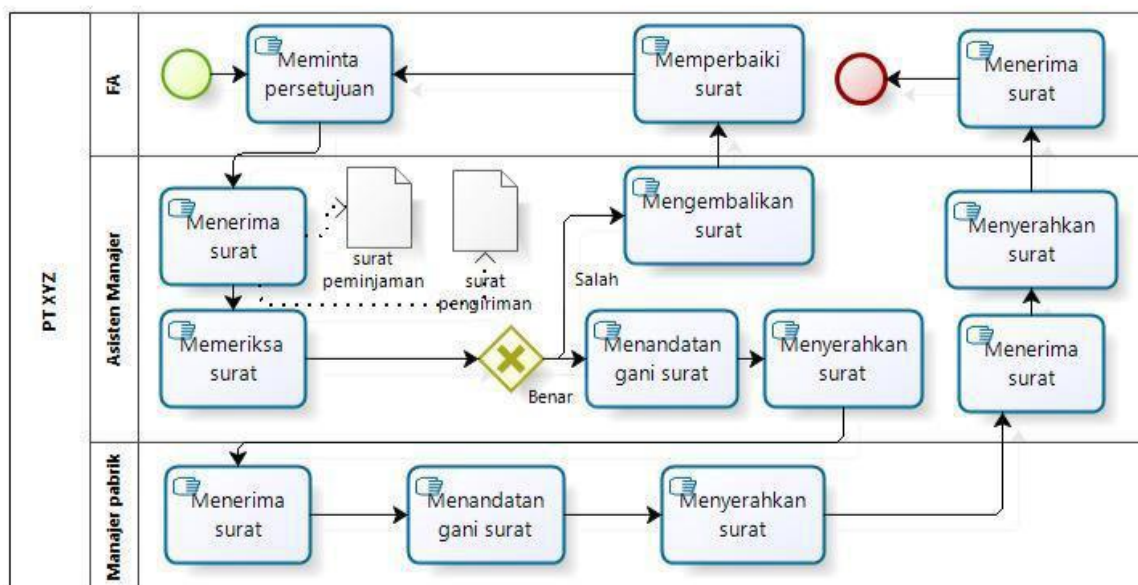 PT XYZ
FA
Meminta
persetujuan
Memperbaiki
surat
Menerima
surat
Asisten Manajer
Menerima
surat
surat
peminjaman
surat
pengiriman
Mengembalikan
surat
Menyerahkan
surat
Salah
Memeriksa
surat
Benar
Menandatan
gani surat
Menyerahkan
surat
Menerima
surat
Manajer pabrik
Menerima
surat
Menandatan
gani surat
Menyerahkan
surat